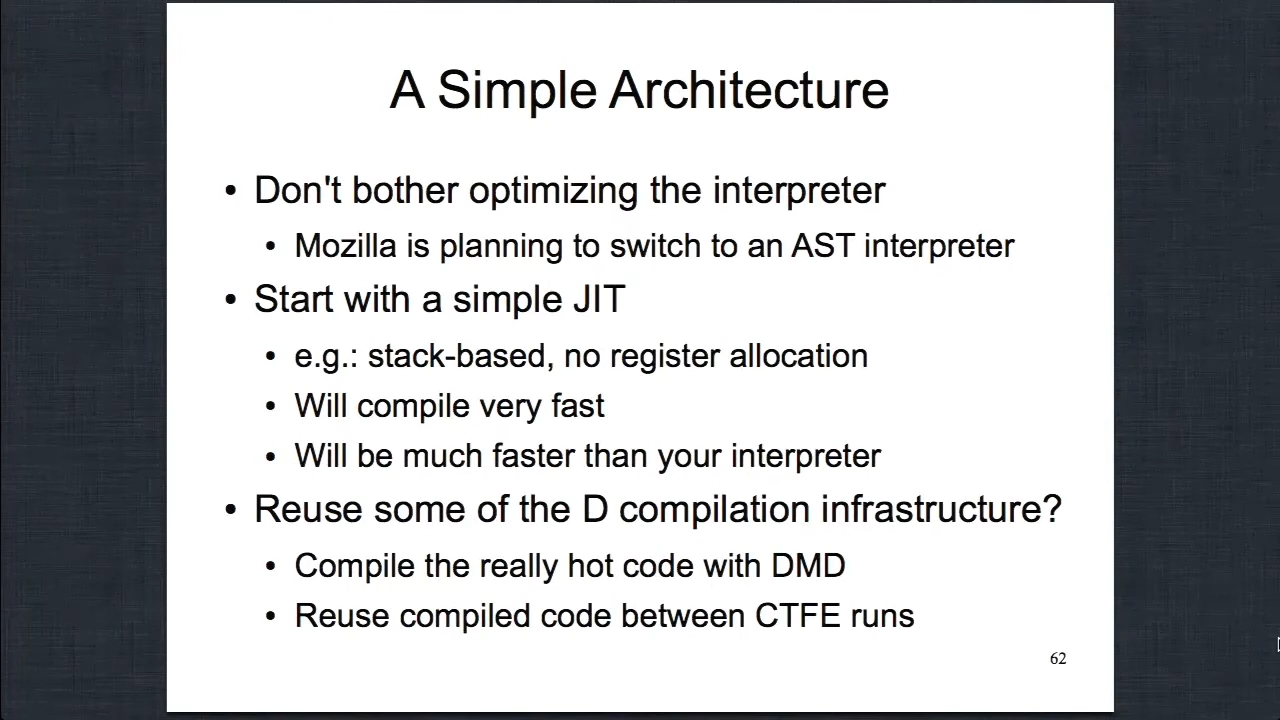 A Simple Architecture
• Don't bother optimizing the interpreter
• Mozilla is planning to switch to an AST interpreter
• Start with a simple JIT
• e.g.: stack-based, no register allocation
• Will compile very fast
• Will be much faster than your interpreter
• Reuse some of the D compilation infrastructure?
• Compile the really hot code with DMD
• Reuse compiled code between CTFE runs
62